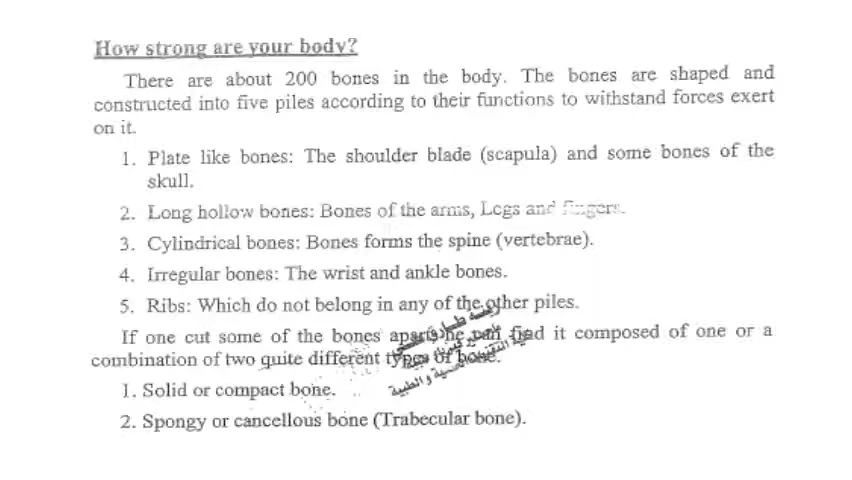 How strong are your body?
There are about 200 bones in the body. The bones are shaped and
constructed into five piles according to their functions to withstand forces exert
on it.
1. Plate like bones: The shoulder blade (scapula) and some bones of the
skull.
2. Long hollow bones: Bones of the arms, Legs and fingers.
3. Cylindrical bones: Bones forms the spine (vertebrae).
4. Irregular bones: The wrist and ankle bones.
5. Ribs: Which do not belong in any of the other piles.
If one cut some of the bones apart, he can find it composed of one or a
combination of two quite different types of bone.
1. Solid or compact bone.
2. Spongy or cancellous bone (Trabecular bone).